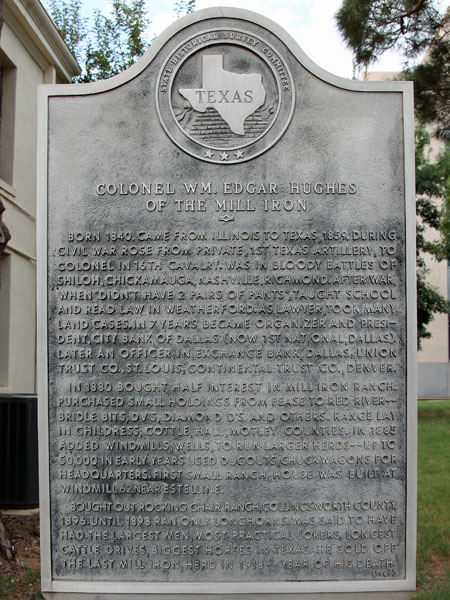 STATE HISTORICAL SURVEY COMMITTEE
TEXAS
COLONEL WM. EDGAR HUGHES
OF THE MILL IRON
BORN 1840. CAME FROM ILLINOIS TO TEXAS, 1859. DURING
CIVIL WAR ROSE FROM PRIVATE, 1ST TEXAS ARTILLERY, TO
COLONEL IN 16TH CAVALRY. WAS IN BLOODY BATTLES OF
SHILOH, CHICKAMAUGA, NASHVILLE, RICHMOND. AFTER WAR,
WHEN "DIDN'T HAVE 2 PAIRS OF PANTS", TAUGHT SCHOOL
AND READ LAW IN WEATHERFORD. AS LAWYER, TOOK MANY
LAND CASES. IN 7 YEARS BECAME ORGANIZER AND PRESI-
DENT, CITY BANK OF DALLAS. (NOW 1ST NATIONAL, DALLAS).
LATER AN OFFICER IN EXCHANGE BANK, DALLAS, UNION
TRUST CO., ST. LOUIS, CONTINENTAL TRUST CO., DENVER.
IN 1880 BOUGHT HALF INTEREST IN MILL IRON RANCH.
PURCHASED SMALL HOLDINGS FROM PEASE TO RED RIVER--
BRIDLE BITS, DV'S, DIAMOND D'S, AND OTHERS. RANGE LAY
IN CHILDRESS, COTTLE, HALL, MOTLEY COUNTIES. IN 1885
ADDED WINDMILLS, WELLS, TO RUN LARGER HERDS--UP TO
50,000 IN EARLY YEARS USED DUGOUTS, CHUCKWAGONS FOR
HEADQUARTERS. FIRST SMALL RANCH HOUSE WAS BUILT AT
WINDMILL 62 NEAR ESTELLINE.
BOUGHT OUT ROCKING CHAIR RANCH, COLLINGSWORTH COUNTY
1896. UNTIL 1898 RAN ONLY LONGHORNS. WAS SAID TO HAVE
HAD THE LARGEST MEN, MOST PRACTICAL JOKERS, LONGEST
CATTLE DRIVES, BIGGEST HORSES IN TEXAS. HE SOLD OFF
THE LAST MILL IRON HERD IN 1918-- YEAR OF HIS DEATH.